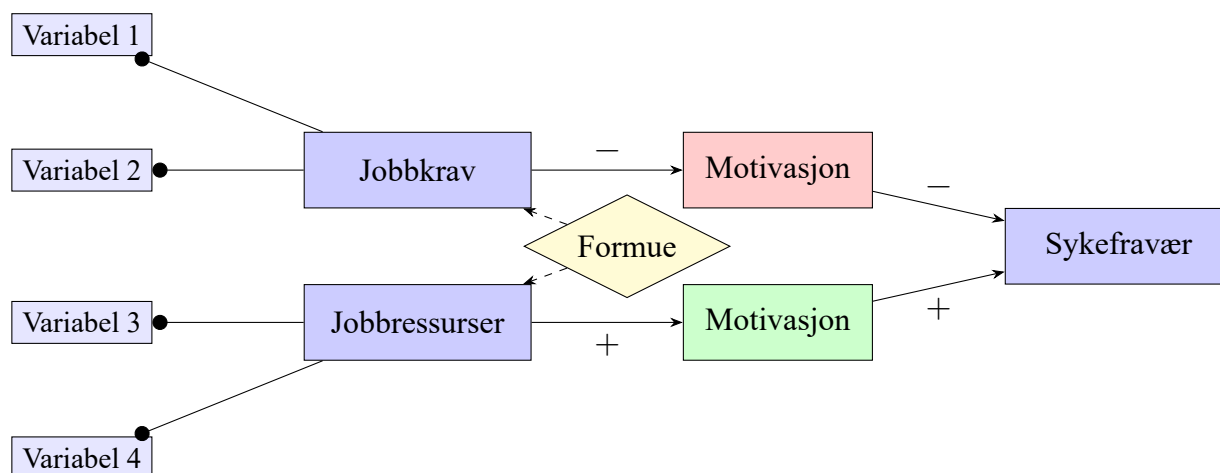 Variabel 1
Variabel 2
Jobbkrav
−
Motivasjon
−
Formue
Sykefravær
Variabel 3
Jobbressurser
+
Motivasjon
+
Variabel 4